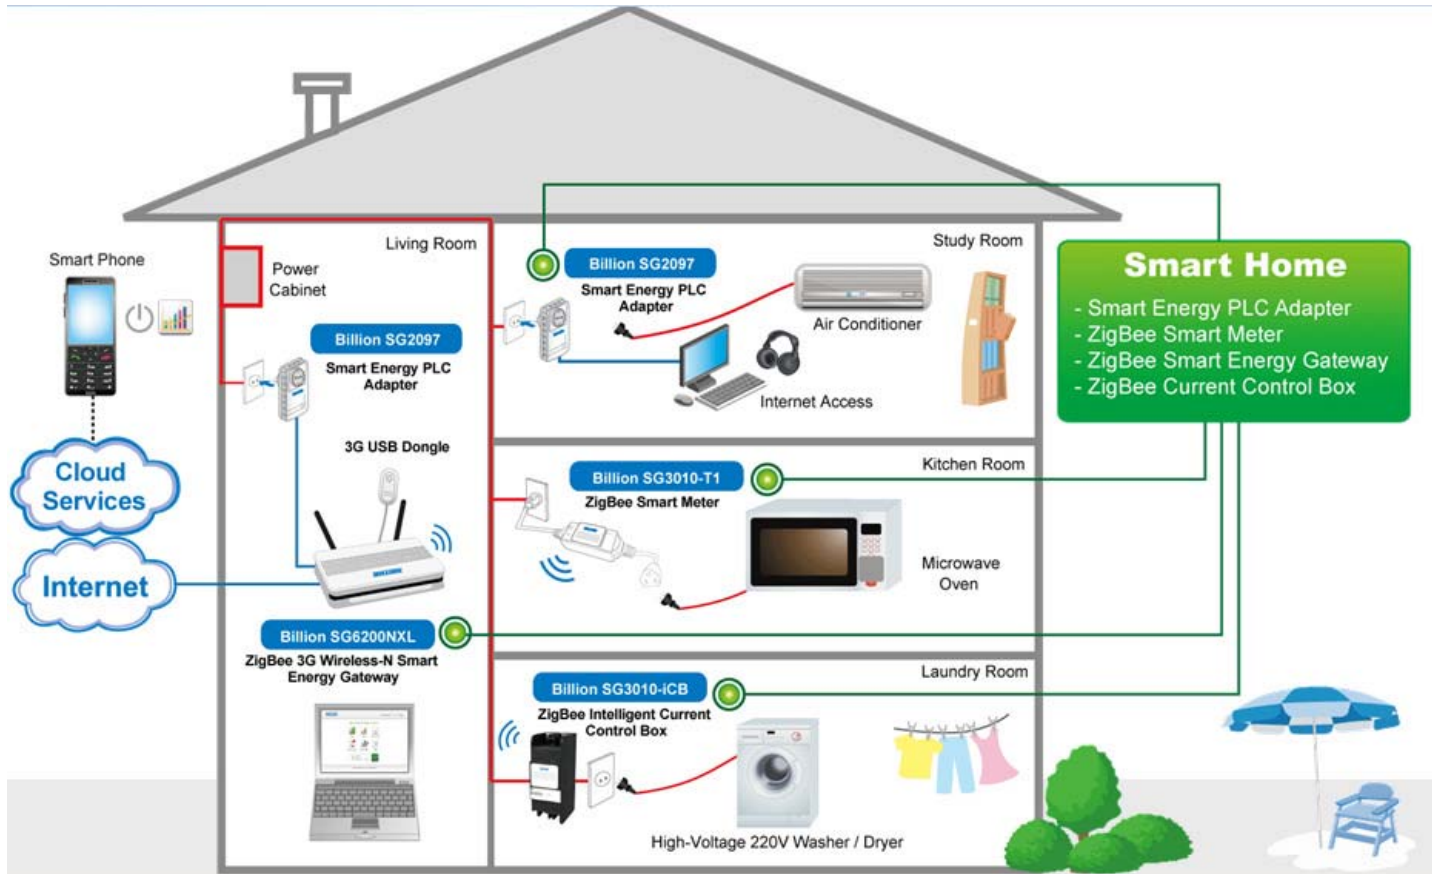 Smart Phone
Cloud
Services
Internet
Living Room
Power
Cabinet
Billion SG2097
Smart Energy PLC
Adapter
3G USB Dongle
Billion SG6200NXL
ZigBee 3G Wireless-N Smart
Energy Gateway
Study Room
Billion SG2097
Smart Energy PLC
Adapter
Air Conditioner
Internet Access
Kitchen Room
Billion SG3010-T1
ZigBee Smart Meter
Microwave
Oven
Laundry Room
Billion SG3010-iCB
ZigBee Intelligent Current
Control Box
High-Voltage 220V Washer / Dryer
Smart Home
- Smart Energy PLC Adapter
- ZigBee Smart Meter
- ZigBee Smart Energy Gateway
- ZigBee Current Control Box